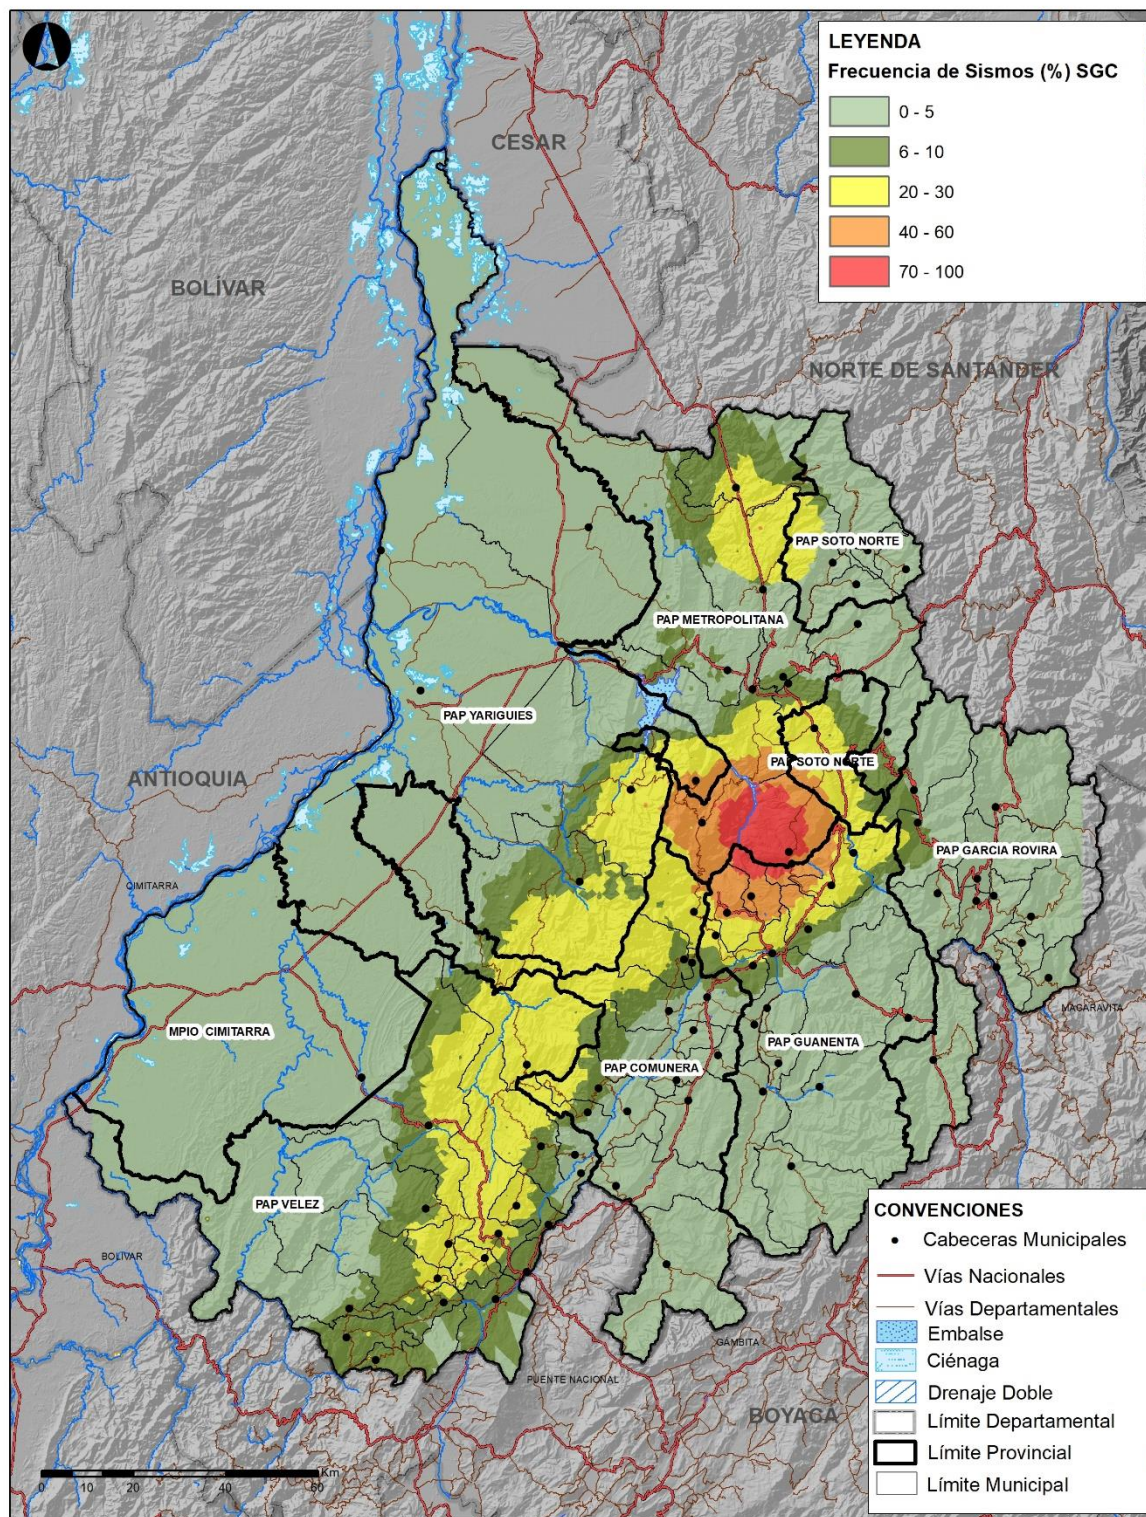 LEYENDA
Frecuencia de Sismos (%) SGC
0 - 5
6 - 10
20 - 30
40 - 60
70 - 100
CESAR
BOLÍVAR
NORTE DE SANTANDER
PAP SOTO NORTE
PAP METROPOLITANA
PAP YARIGUIES
ANTIOQUIA
PAP SOTO NORTE
PAP GARCIA ROVIRA
CIMITARRA
MACARAVITA
MPIO CIMITARRA
PAP GUANENTA
PAP COMUNERA
PAP VELEZ
BOLIVAR
GAMBITA
PUENTE NACIONAL
BOYACA
CONVENCIONES
Cabeceras Municipales
Vías Nacionales
Vías Departamentales
Embalse
Ciénaga
Drenaje Doble
Límite Departamental
Límite Provincial
Límite Municipal
Km
0 10 20 40 60